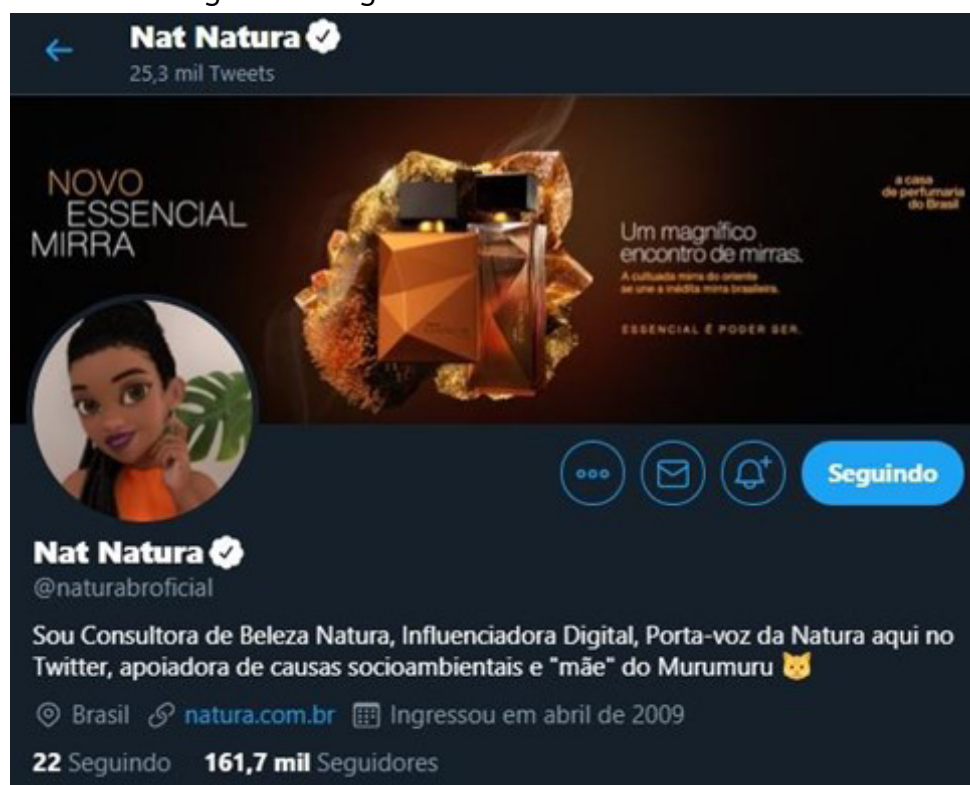 Nat Natura
25,3 mil Tweets
NOVO
ESSENCIAL
MIRRA
a casa
de perfumaria
do Brasil
Um magnífico
encontro de mirras.
A cultuada mirra do oriente
se une a inédita mirra brasileira.
ESSENCIAL É PODER SER.
Seguindo
Nat Natura
@naturabroficial
Sou Consultora de Beleza Natura, Influenciadora Digital, Porta-voz da Natura aqui no
Twitter, apoiadora de causas socioambientais e "mãe" do Murumuru 🐱
Brasil natura.com.br Ingressou em abril de 2009
22 Seguindo 161,7 mil Seguidores